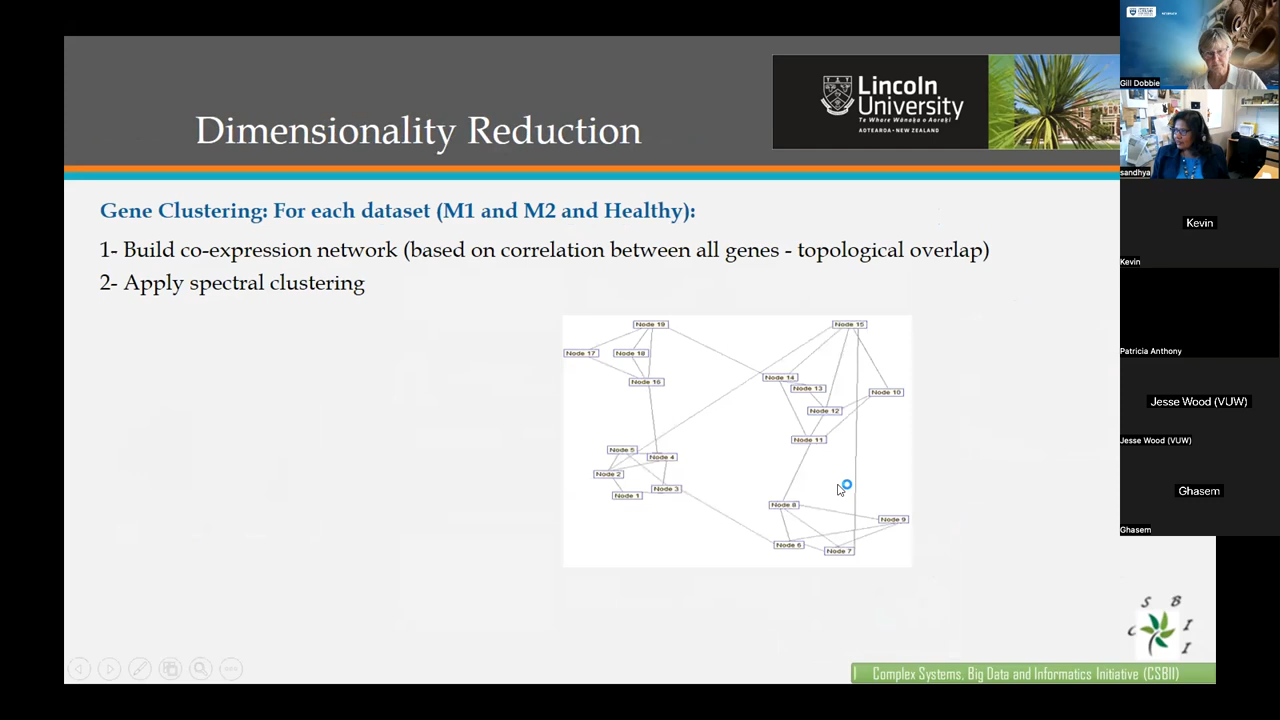 Dimensionality Reduction
Lincoln
University
Te Whare Wānaka o Aoraki
AOTEAROA • NEW ZEALAND
Gene Clustering: For each dataset (M1 and M2 and Healthy):
1- Build co-expression network (based on correlation between all genes - topological overlap)
2- Apply spectral clustering
Node 19
Node 15
Node 17
Node 18
Node 16
Node 14
Node 13
Node 10
Node 12
Node 11
Node 5
Node 4
Node 2
Node 3
Node 1
Node 8
Node 9
Node 6
Node 7
C S B I I
Complex Systems, Big Data and Informatics Initiative (CSBII)
Gill Dobbie
sandhya
Kevin
Kevin
Patricia Anthony
Jesse Wood (VUW)
Jesse Wood (VUW)
Ghasem
Ghasem